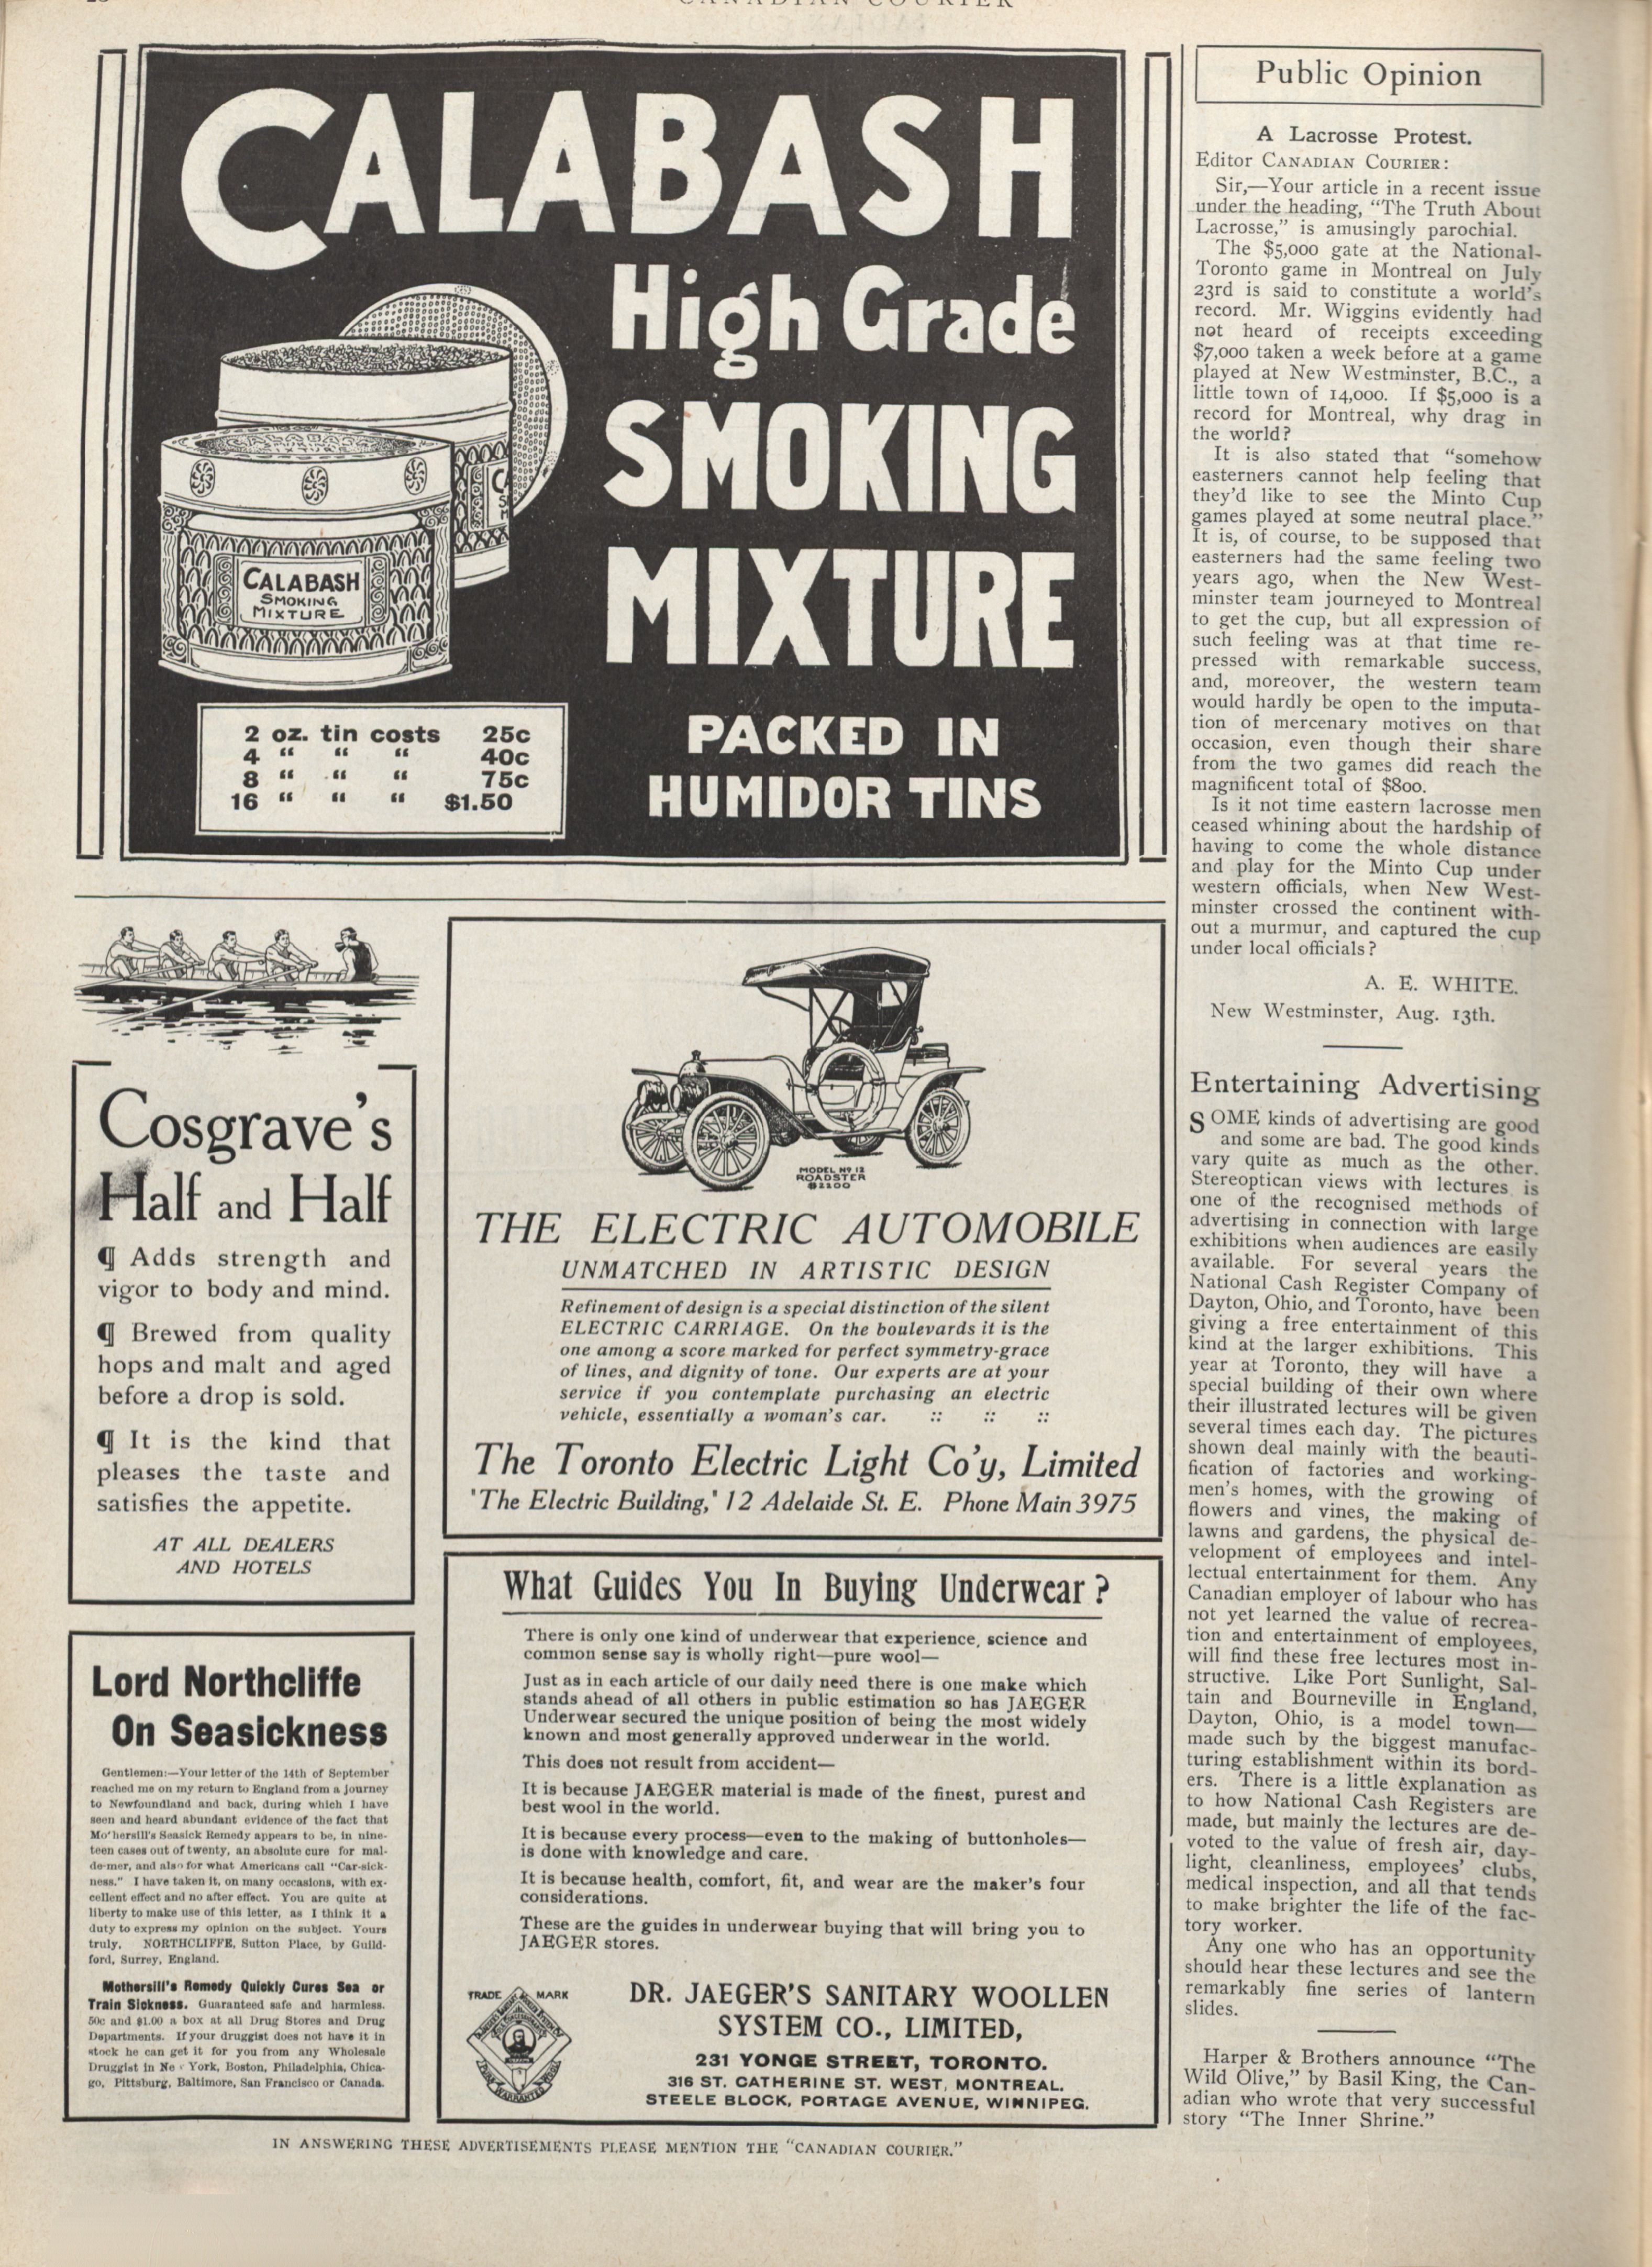 CANADIAN COURIER
CALABASH
High Grade
SMOKING
MIXTURE
CALABASH
SMOKING
MIXTURE
2 oz. tin costs 25c
4 “ “ “ 40c
8 “ “ “ 75c
16 “ “ “ $1.50
PACKED IN
HUMIDOR TINS
Cosgrave's
Half and Half
¶ Adds strength and
vigor to body and mind.
¶ Brewed from quality
hops and malt and aged
before a drop is sold.
¶ It is the kind that
pleases the taste and
satisfies the appetite.
AT ALL DEALERS
AND HOTELS
Lord Northcliffe
On Seasickness
Gentlemen:—Your letter of the 14th of September
reached me on my return to England from a journey
to Newfoundland and back, during which I have
seen and heard abundant evidence of the fact that
Mo'hersill's Seasick Remedy appears to be, in nine-
teen cases out of twenty, an absolute cure for mal-
de-mer, and also for what Americans call "Car-sick-
ness." I have taken it, on many occasions, with ex-
cellent effect and no after effect. You are quite at
liberty to make use of this letter, as I think it a
duty to express my opinion on the subject. Yours
truly, NORTHCLIFFE, Sutton Place, by Guild-
ford, Surrey, England.
Mothersill's Remedy Quickly Cures Sea or
Train Sickness. Guaranteed safe and harmless.
50c and $1.00 a box at all Drug Stores and Drug
Departments. If your druggist does not have it in
stock he can get it for you from any Wholesale
Druggist in Ne York, Boston, Philadelphia, Chica-
go, Pittsburg, Baltimore, San Francisco or Canada.
MODEL Nº 12
ROADSTER
$2100
THE ELECTRIC AUTOMOBILE
UNMATCHED IN ARTISTIC DESIGN
Refinement of design is a special distinction of the silent
ELECTRIC CARRIAGE. On the boulevards it is the
one among a score marked for perfect symmetry-grace
of lines, and dignity of tone. Our experts are at your
service if you contemplate purchasing an electric
vehicle, essentially a woman's car. :: :: ::
The Toronto Electric Light Co'y, Limited
'The Electric Building,' 12 Adelaide St. E. Phone Main 3975
What Guides You In Buying Underwear?
There is only one kind of underwear that experience, science and
common sense say is wholly right—pure wool—
Just as in each article of our daily need there is one make which
stands ahead of all others in public estimation so has JAEGER
Underwear secured the unique position of being the most widely
known and most generally approved underwear in the world.
This does not result from accident—
It is because JAEGER material is made of the finest, purest and
best wool in the world.
It is because every process—even to the making of buttonholes—
is done with knowledge and care.
It is because health, comfort, fit, and wear are the maker's four
considerations.
These are the guides in underwear buying that will bring you to
JAEGER stores.
TRADE MARK
DR. JAEGER'S SANITARY WOOLLEN
SYSTEM CO., LIMITED,
231 YONGE STREET, TORONTO.
316 ST. CATHERINE ST. WEST, MONTREAL.
STEELE BLOCK, PORTAGE AVENUE, WINNIPEG.
Public Opinion
A Lacrosse Protest.
Editor CANADIAN COURIER:
Sir,—Your article in a recent issue
under the heading, "The Truth About
Lacrosse," is amusingly parochial.
The $5,000 gate at the National-
Toronto game in Montreal on July
23rd is said to constitute a world's
record. Mr. Wiggins evidently had
not heard of receipts exceeding
$7,000 taken a week before at a game
played at New Westminster, B.C., a
little town of 14,000. If $5,000 is a
record for Montreal, why drag in
the world?
It is also stated that "somehow
easterners cannot help feeling that
they'd like to see the Minto Cup
games played at some neutral place."
It is, of course, to be supposed that
easterners had the same feeling two
years ago, when the New West-
minster team journeyed to Montreal
to get the cup, but all expression of
such feeling was at that time re-
pressed with remarkable success,
and, moreover, the western team
would hardly be open to the imputa-
tion of mercenary motives on that
occasion, even though their share
from the two games did reach the
magnificent total of $800.
Is it not time eastern lacrosse men
ceased whining about the hardship of
having to come the whole distance
and play for the Minto Cup under
western officials, when New West-
minster crossed the continent with-
out a murmur, and captured the cup
under local officials?
A. E. WHITE.
New Westminster, Aug. 13th.
Entertaining Advertising
SOME kinds of advertising are good
and some are bad. The good kinds
vary quite as much as the other.
Stereoptican views with lectures is
one of the recognised methods of
advertising in connection with large
exhibitions when audiences are easily
available. For several years the
National Cash Register Company of
Dayton, Ohio, and Toronto, have been
giving a free entertainment of this
kind at the larger exhibitions. This
year at Toronto, they will have a
special building of their own where
their illustrated lectures will be given
several times each day. The pictures
shown deal mainly with the beauti-
fication of factories and working-
men's homes, with the growing of
flowers and vines, the making of
lawns and gardens, the physical de-
velopment of employees and intel-
lectual entertainment for them. Any
Canadian employer of labour who has
not yet learned the value of recrea-
tion and entertainment of employees,
will find these free lectures most in-
structive. Like Port Sunlight, Sal-
tain and Bourneville in England,
Dayton, Ohio, is a model town—
made such by the biggest manufac-
turing establishment within its bord-
ers. There is a little explanation as
to how National Cash Registers are
made, but mainly the lectures are de-
voted to the value of fresh air, day-
light, cleanliness, employees' clubs,
medical inspection, and all that tends
to make brighter the life of the fac-
tory worker.
Any one who has an opportunity
should hear these lectures and see the
remarkably fine series of lantern
slides.
Harper & Brothers announce "The
Wild Olive," by Basil King, the Can-
adian who wrote that very successful
story "The Inner Shrine."
IN ANSWERING THESE ADVERTISEMENTS PLEASE MENTION THE "CANADIAN COURIER."